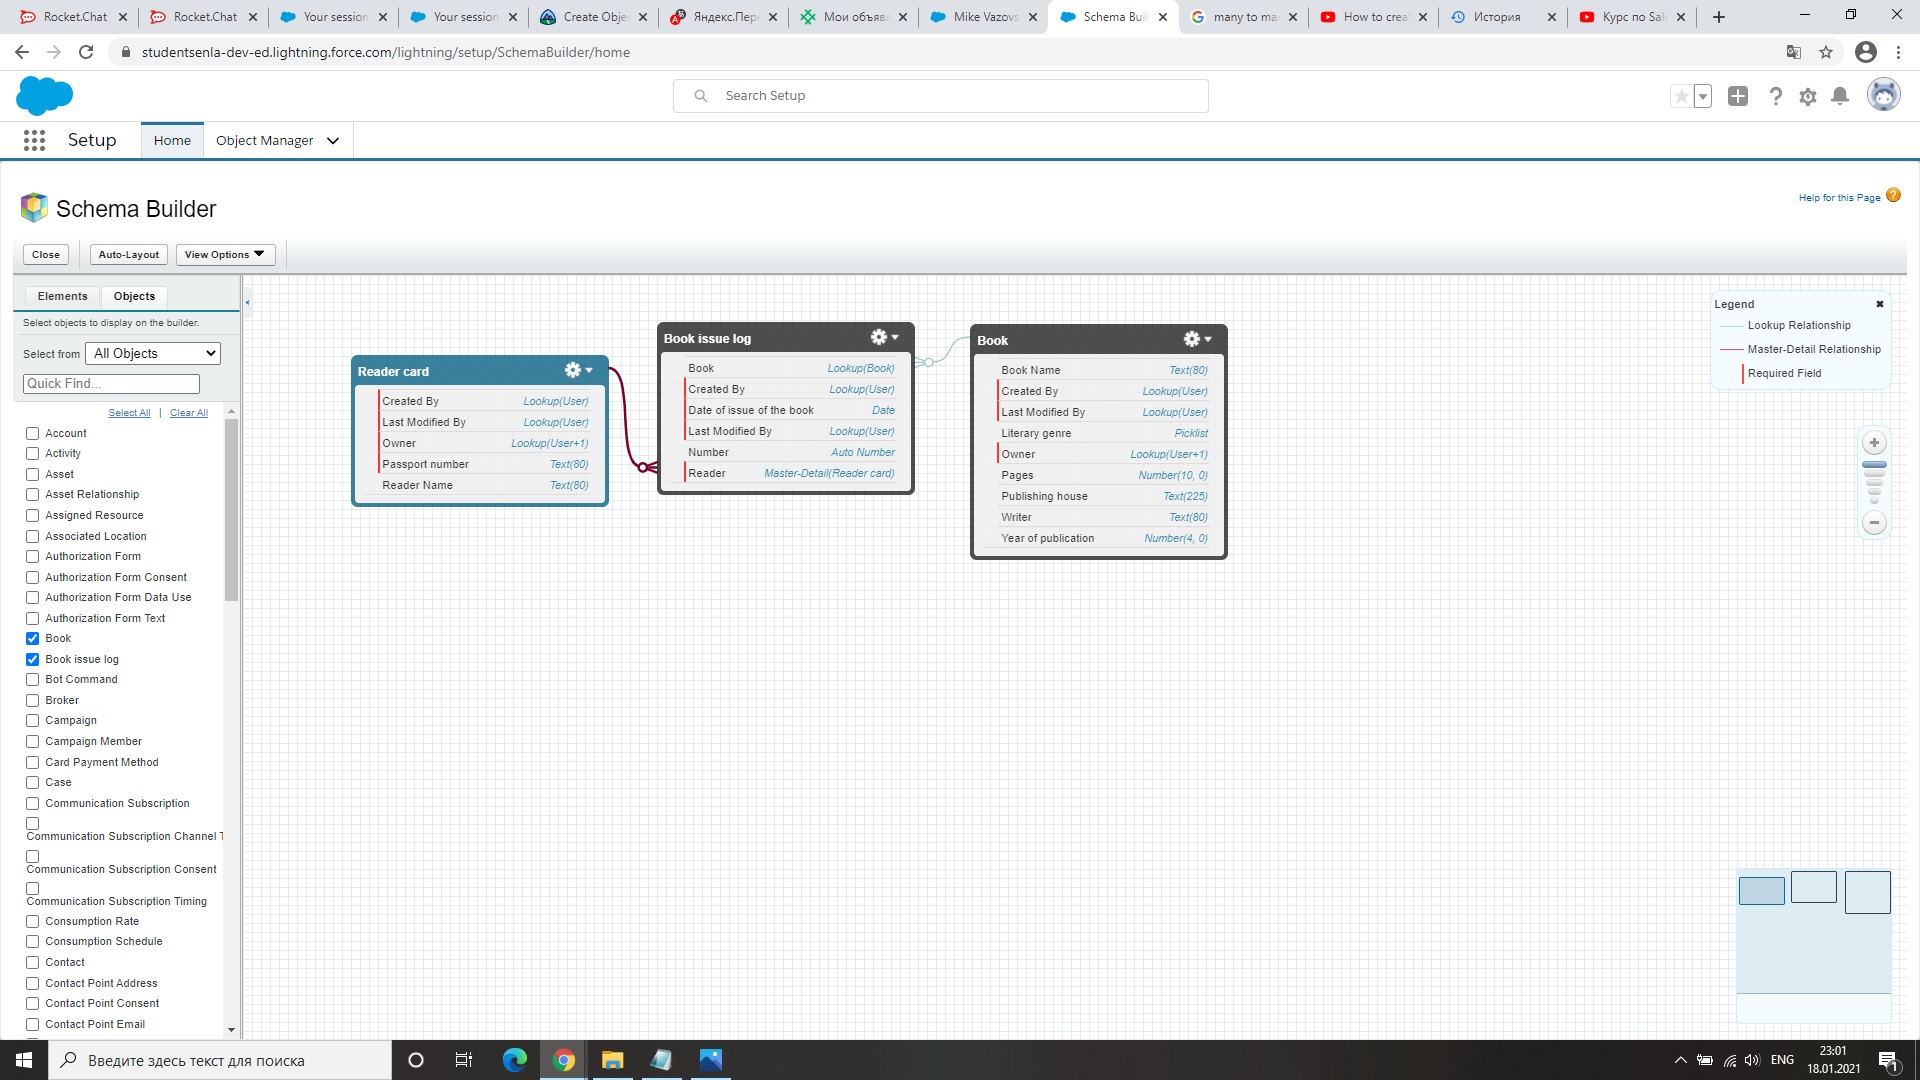 Rocket.Chat
Rocket.Chat
Your session
Your session
Create Obje
Яндекс.Пер
Мои объявл
Mike Vazovs
Schema Buil
many to ma
How to crea
История
Курс по Sale
studentsenla-dev-ed.lightning.force.com/lightning/setup/SchemaBuilder/home
Search Setup
Setup
Home
Object Manager
Schema Builder
Help for this Page
Close
Auto-Layout
View Options
Elements
Objects
Select objects to display on the builder.
Select from
All Objects
Quick Find...
Select All | Clear All
Account
Activity
Asset
Asset Relationship
Assigned Resource
Associated Location
Authorization Form
Authorization Form Consent
Authorization Form Data Use
Authorization Form Text
Book
Book issue log
Bot Command
Broker
Campaign
Campaign Member
Card Payment Method
Case
Communication Subscription
Communication Subscription Channel T
Communication Subscription Consent
Communication Subscription Timing
Consumption Rate
Consumption Schedule
Contact
Contact Point Address
Contact Point Consent
Contact Point Email
Reader card
Created By Lookup(User)
Last Modified By Lookup(User)
Owner Lookup(User+1)
Passport number Text(80)
Reader Name Text(80)
Book issue log
Book Lookup(Book)
Created By Lookup(User)
Date of issue of the book Date
Last Modified By Lookup(User)
Number Auto Number
Reader Master-Detail(Reader card)
Book
Book Name Text(80)
Created By Lookup(User)
Last Modified By Lookup(User)
Literary genre Picklist
Owner Lookup(User+1)
Pages Number(10, 0)
Publishing house Text(225)
Writer Text(80)
Year of publication Number(4, 0)
Legend
Lookup Relationship
Master-Detail Relationship
Required Field
Введите здесь текст для поиска
ENG
23:01
18.01.2021
1